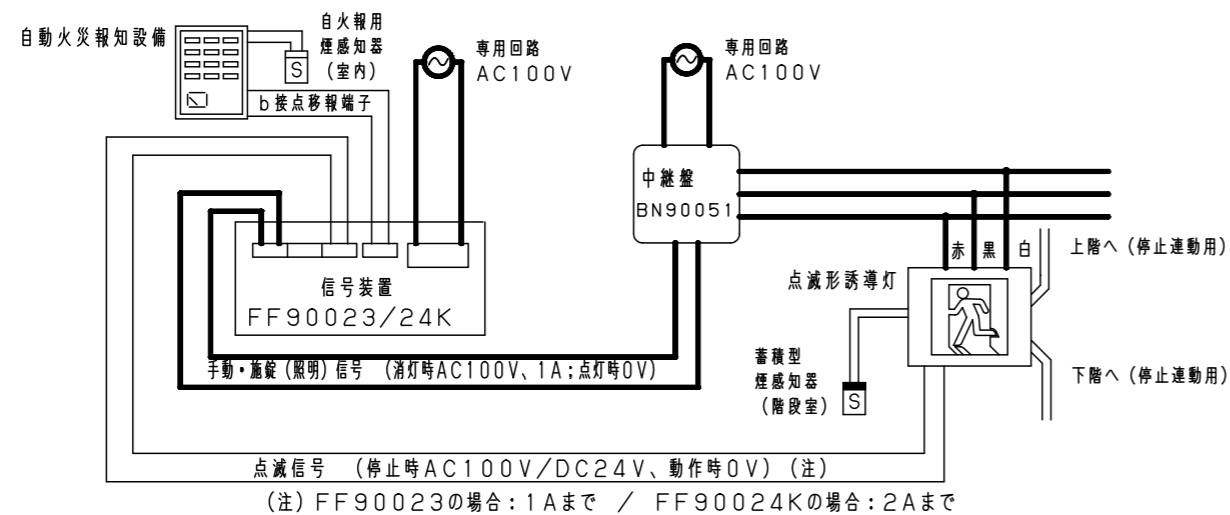 自動火災報知設備
自火報用
煙感知器
(室内)
S
b接点移報端子
専用回路
AC100V
専用回路
AC100V
中継盤
BN90051
赤 黒 白
上階へ(停止連動用)
点滅形誘導灯
信号装置
FF90023/24K
手動・施錠(照明)信号 (消灯時AC100V、1A;点灯時0V)
蓄積型
煙感知器
(階段室)
S
下階へ(停止連動用)
点滅信号 (停止時AC100V/DC24V、動作時0V)(注)
(注)FF90023の場合:1Aまで / FF90024Kの場合:2Aまで